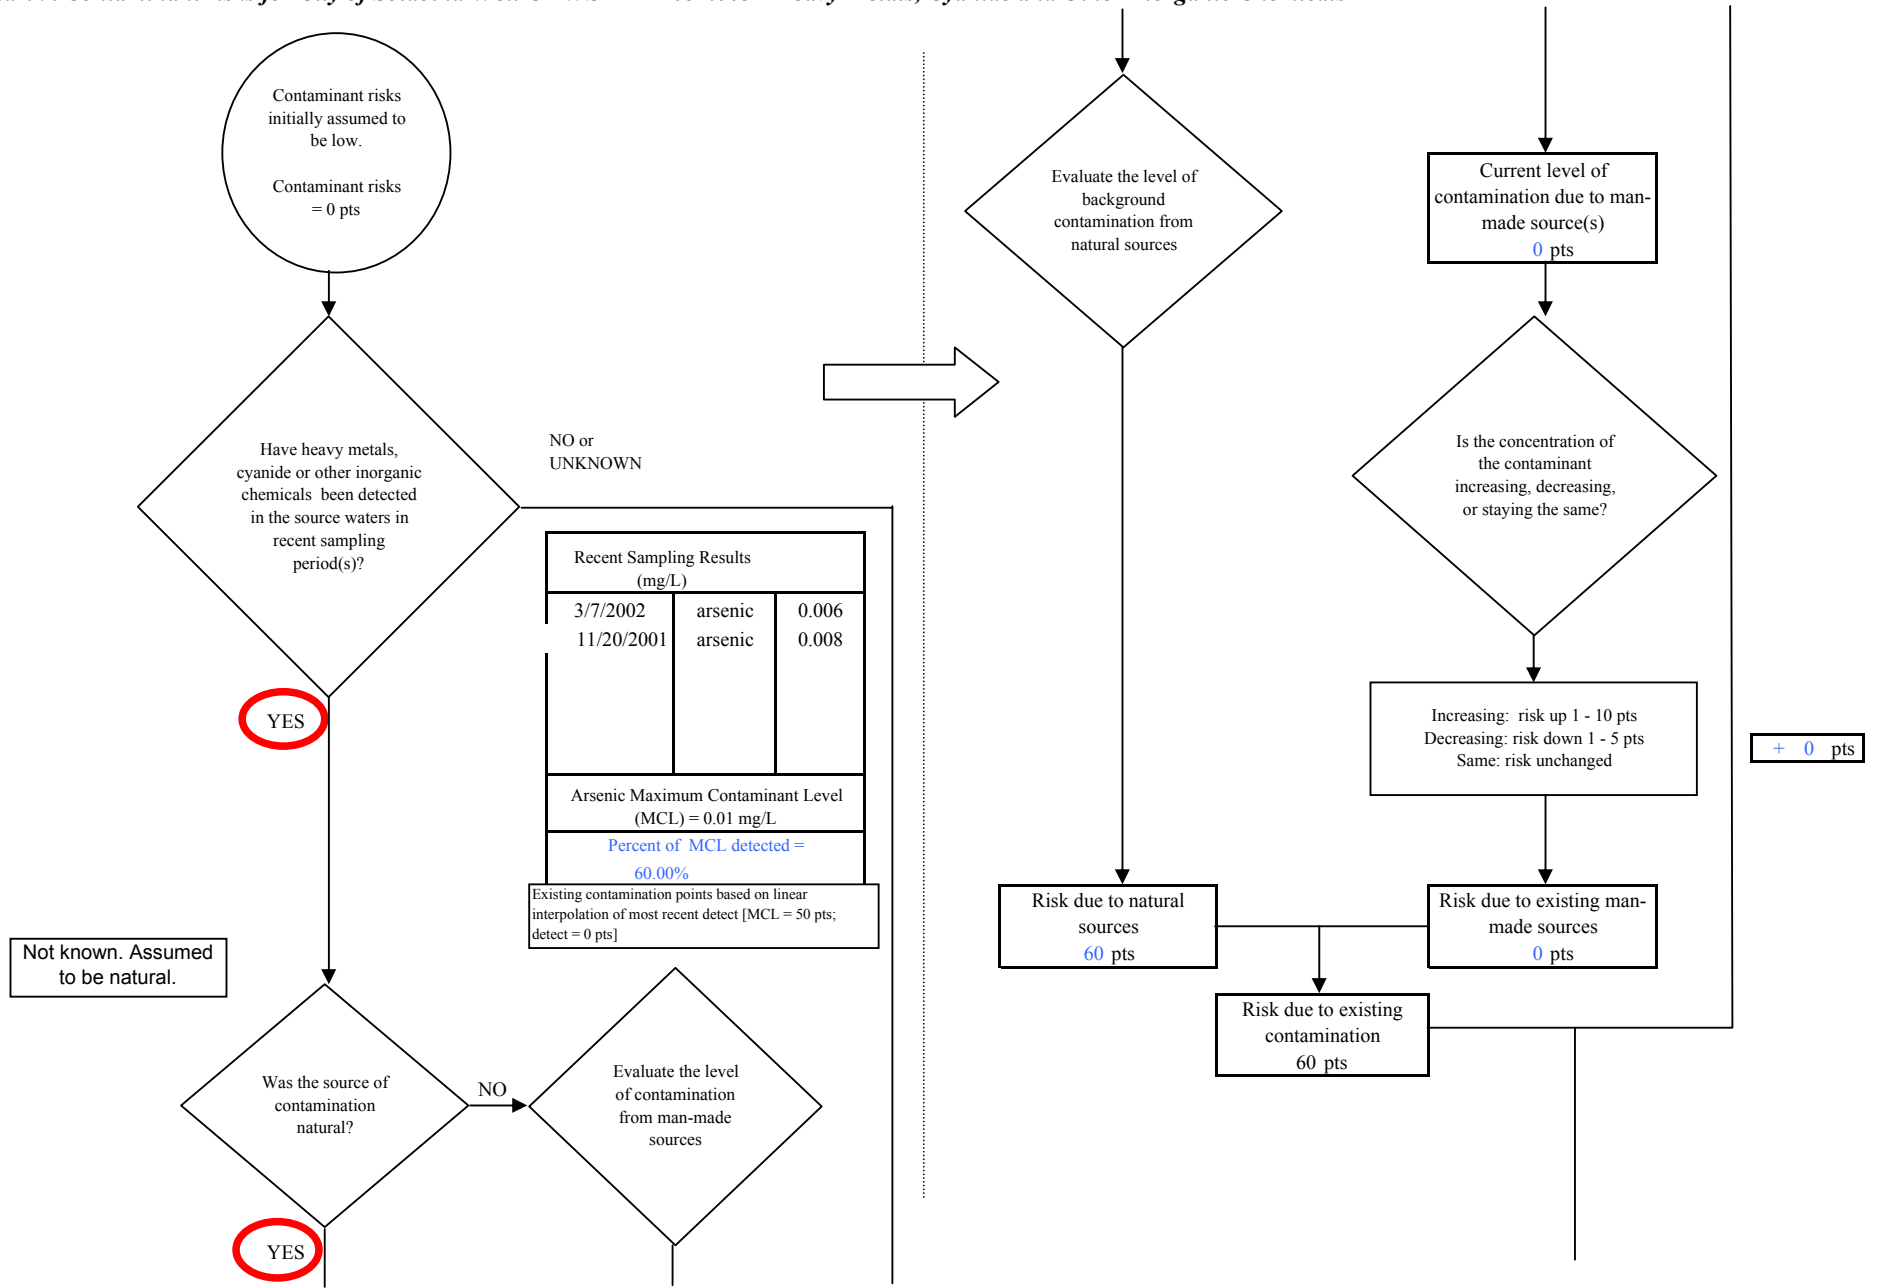 Contaminant risks
initially assumed to
be low.
Contaminant risks
= 0 pts
Have heavy metals,
cyanide or other inorganic
chemicals been detected
in the source waters in
recent sampling
period(s)?
NO or
UNKNOWN
YES
Recent Sampling Results
(mg/L)
3/7/2002 arsenic 0.006
11/20/2001 arsenic 0.008
Arsenic Maximum Contaminant Level
(MCL) = 0.01 mg/L
Percent of MCL detected =
60.00%
Existing contamination points based on linear
interpolation of most recent detect [MCL = 50 pts;
detect = 0 pts]
Not known. Assumed
to be natural.
Was the source of
contamination
natural?
NO
YES
Evaluate the level
of contamination
from man-made
sources
Evaluate the level of
background
contamination from
natural sources
Current level of
contamination due to man-
made source(s)
0 pts
Is the concentration of
the contaminant
increasing, decreasing,
or staying the same?
Increasing: risk up 1 - 10 pts
Decreasing: risk down 1 - 5 pts
Same: risk unchanged
+ 0 pts
Risk due to natural
sources
60 pts
Risk due to existing man-
made sources
0 pts
Risk due to existing
contamination
60 pts